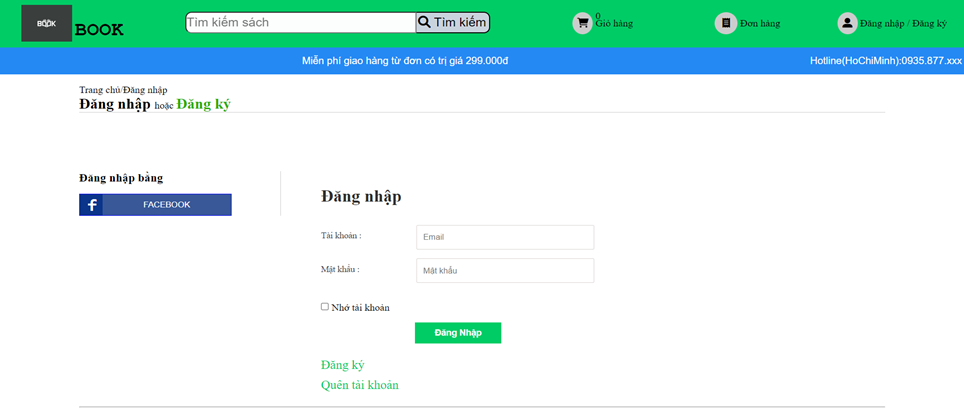 BOOK
BOOK
Tìm kiếm sách
Tìm kiếm
0
Giỏ hàng
Đơn hàng
Đăng nhập / Đăng ký
Miễn phí giao hàng từ đơn có trị giá 299.000đ
Hotline(HoChiMinh):0935.877.xxx
Trang chủ/Đăng nhập
Đăng nhập hoặc Đăng ký
Đăng nhập bằng
f FACEBOOK
Đăng nhập
Tài khoản :
Email
Mật khẩu :
Mật khẩu
Nhớ tài khoản
Đăng Nhập
Đăng ký
Quên tài khoản